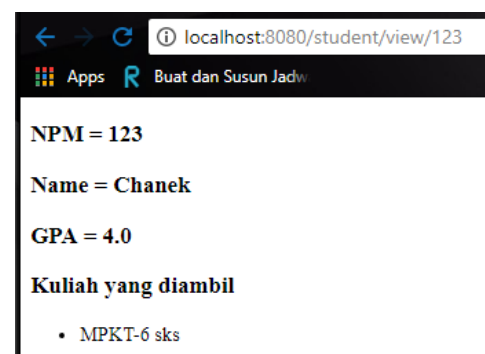 localhost:8080/student/view/123
Apps Buat dan Susun Jadw
NPM = 123
Name = Chanek
GPA = 4.0
Kuliah yang diambil
• MPKT-6 sks